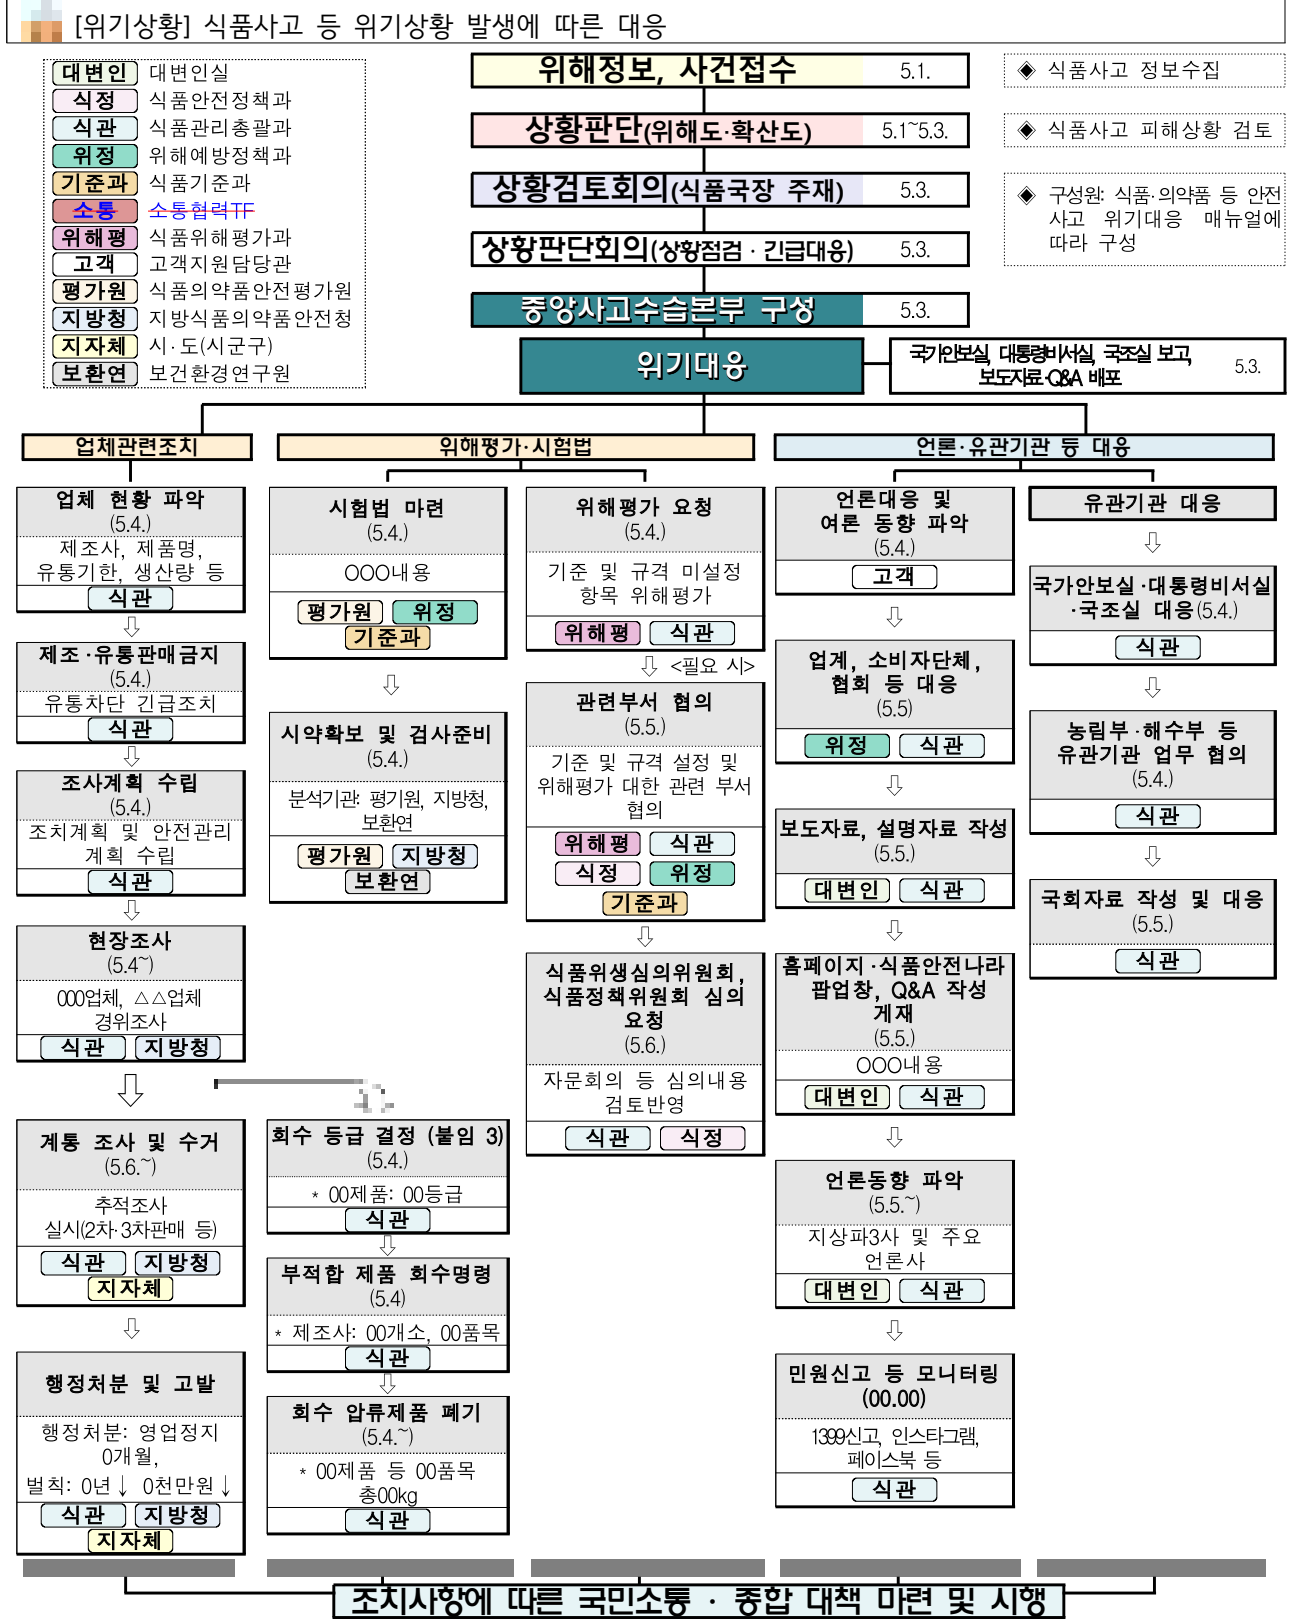 [위기상황] 식품사고 등 위기상황 발생에 따른 대응
대변인 대변인실
식정 식품안전정책과
식관 식품관리총괄과
위정 위해예방정책과
기준과 식품기준과
소통 소통협력TF
위해평 식품위해평가과
고객 고객지원담당관
평가원 식품의약품안전평가원
지방청 지방식품의약품안전청
지자체 시·도(시군구)
보환연 보건환경연구원
위해정보, 사건접수 5.1.
◈ 식품사고 정보수집
상황판단(위해도·확산도) 5.1~5.3.
◈ 식품사고 피해상황 검토
상황검토회의(식품국장 주재) 5.3.
◈ 구성원: 식품·의약품 등 안전
사고 위기대응 매뉴얼에
따라 구성
상황판단회의(상황점검·긴급대응) 5.3.
중앙사고수습본부 구성 5.3.
위기대응
국가안보실, 대통령비서실, 국조실 보고,
보도자료·Q&A 배포
5.3.
업체관련조치
업체 현황 파악
(5.4.)
제조사, 제품명,
유통기한, 생산량 등
식관
제조·유통판매금지
(5.4.)
유통차단 긴급조치
식관
조사계획 수립
(5.4.)
조치계획 및 안전관리
계획 수립
식관
현장조사
(5.4~)
000업체, △△업체
경위조사
식관 지방청
계통 조사 및 수거
(5.6.~)
추적조사
실시(2차·3차판매 등)
식관 지방청
지자체
행정처분 및 고발
행정처분: 영업정지
0개월,
벌칙: 0년↓ 0천만원↓
식관 지방청
지자체
회수 등급 결정 (붙임 3)
(5.4.)
* 00제품: 00등급
식관
부적합 제품 회수명령
(5.4)
* 제조사: 00개소, 00품목
식관
회수 압류제품 폐기
(5.4.~)
* 00제품 등 00품목
총00kg
식관
위해평가·시험법
시험법 마련
(5.4.)
OOO내용
평가원 위정
기준과
시약확보 및 검사준비
(5.4.)
분석기관: 평기원, 지방청,
보환연
평가원 지방청
보환연
위해평가 요청
(5.4.)
기준 및 규격 미설정
항목 위해평가
위해평 식관
<필요 시>
관련부서 협의
(5.5.)
기준 및 규격 설정 및
위해평가 대한 관련 부서
협의
위해평 식관
식정 위정
기준과
식품위생심의위원회,
식품정책위원회 심의
요청
(5.6.)
자문회의 등 심의내용
검토반영
식관 식정
언론·유관기관 등 대응
언론대응 및
여론 동향 파악
(5.4.)
고객
업계, 소비자단체,
협회 등 대응
(5.5)
위정 식관
보도자료, 설명자료 작성
(5.5.)
대변인 식관
홈페이지·식품안전나라
팝업창, Q&A 작성
게재
(5.5.)
OOO내용
대변인 식관
언론동향 파악
(5.5.~)
지상파3사 및 주요
언론사
대변인 식관
민원신고 등 모니터링
(00.00)
1399신고, 인스타그램,
페이스북 등
식관
유관기관 대응
국가안보실·대통령비서실
·국조실 대응(5.4.)
식관
농림부·해수부 등
유관기관 업무 협의
(5.4.)
식관
국회자료 작성 및 대응
(5.5.)
식관
조치사항에 따른 국민소통 · 종합 대책 마련 및 시행